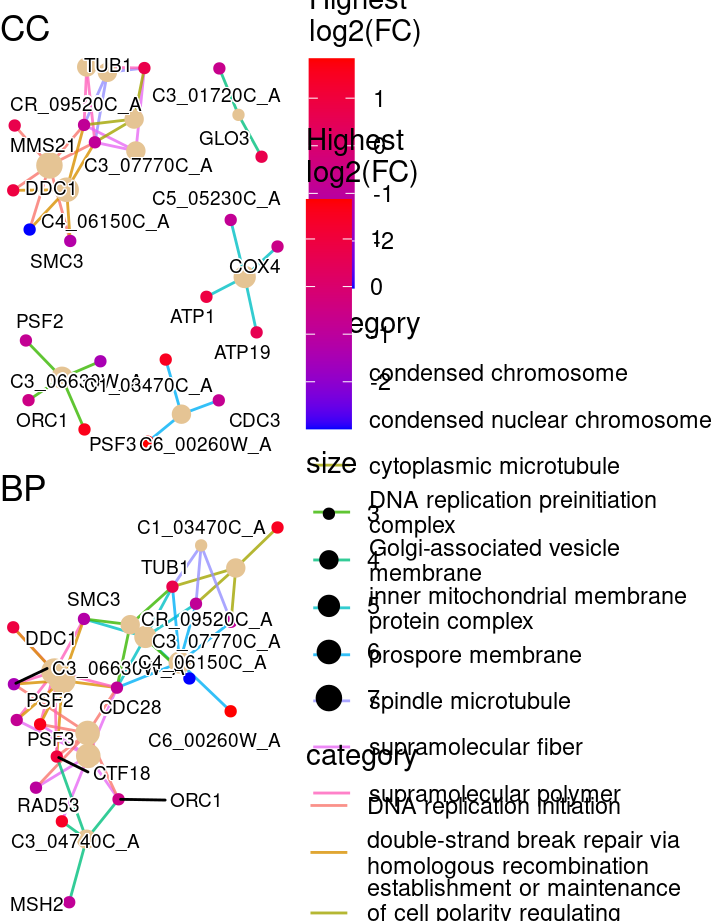 CC
Highest
log2(FC)
TUB1
C3_01720C_A
CR_09520C_A
1
GLO3
MMS21
C3_07770C_A
Highest
log2(FC)
0
DDC1
C5_05230C_A
-1
C4_06150C_A
-2
1
SMC3
COX4
0
ATP1
PSF2
ATP19
-1
C3_06630W_A
C1_03470C_A
-2
condensed chromosome
ORC1
CDC3
condensed nuclear chromosome
PSF3
C6_00260W_A
size
cytoplasmic microtubule
BP
3
DNA replication preinitiation
complex
C1_03470C_A
4
Golgi-associated vesicle
membrane
TUB1
SMC3
5
inner mitochondrial membrane
protein complex
CR_09520C_A
DDC1
C3_07770C_A
6
prospore membrane
C3_06630W_A
C4_06150C_A
PSF2
CDC28
7
spindle microtubule
PSF3
C6_00260W_A
supramolecular fiber
category
CTF18
RAD53
ORC1
supramolecular polymer
DNA replication initiation
C3_04740C_A
double-strand break repair via
homologous recombination
MSH2
establishment or maintenance
of cell polarity regulating